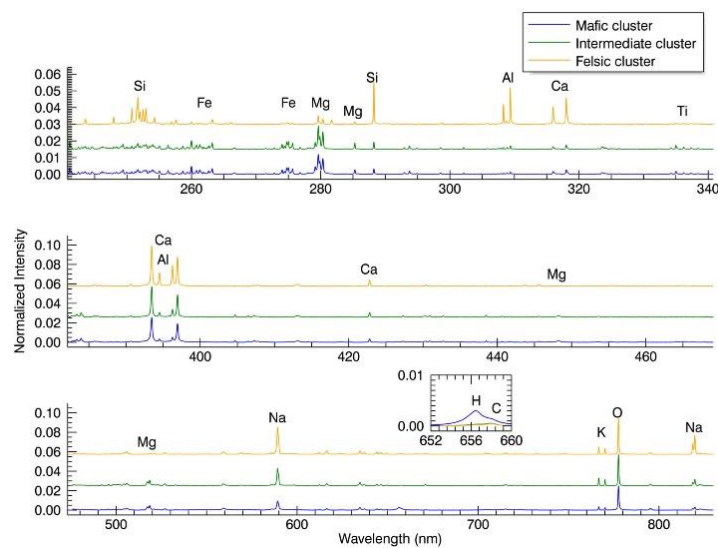 Mafic cluster
Intermediate cluster
Felsic cluster
0.06
0.05
0.04
0.03
0.02
0.01
0.00
Si
Fe
Fe
Mg
Mg
Si
Al
Ca
Ti
260
280
300
320
340
Normalized Intensity
0.10
0.08
0.06
0.04
0.02
0.00
Ca
Al
Ca
Mg
400
420
440
460
0.01
0.00
H
C
652
656
660
0.10
0.08
0.06
0.04
0.02
0.00
Mg
Na
K
O
Na
500
600
700
800
Wavelength (nm)